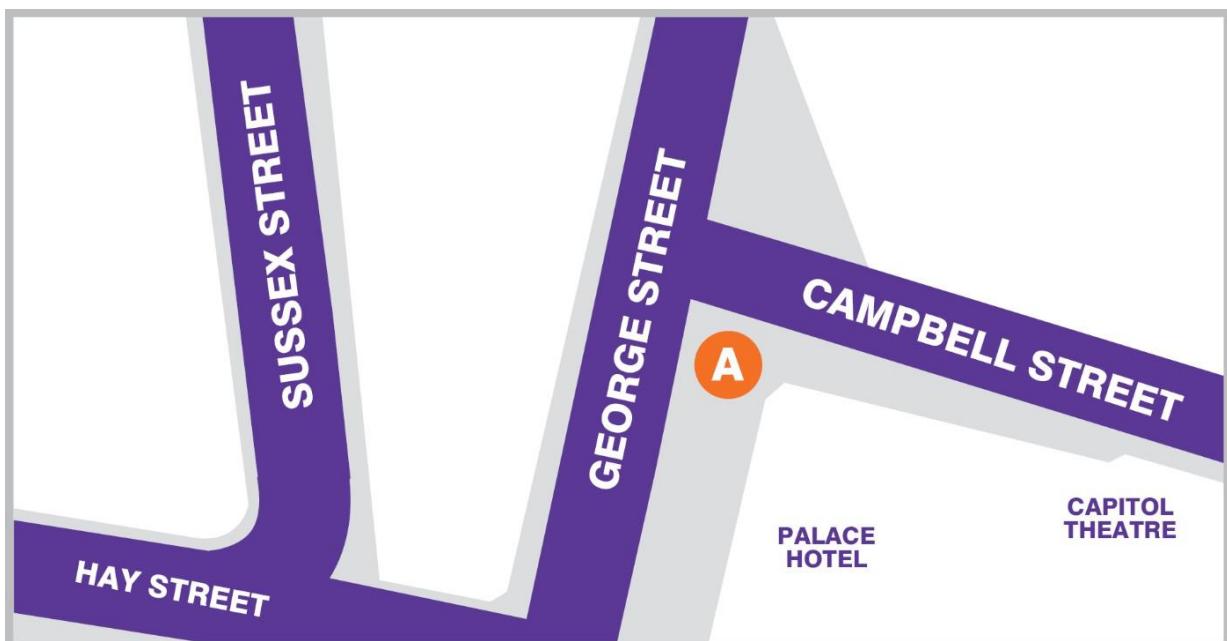 SUSSEX STREET
GEORGE STREET
CAMPBELL STREET
A
HAY STREET
PALACE
HOTEL
CAPITOL
THEATRE